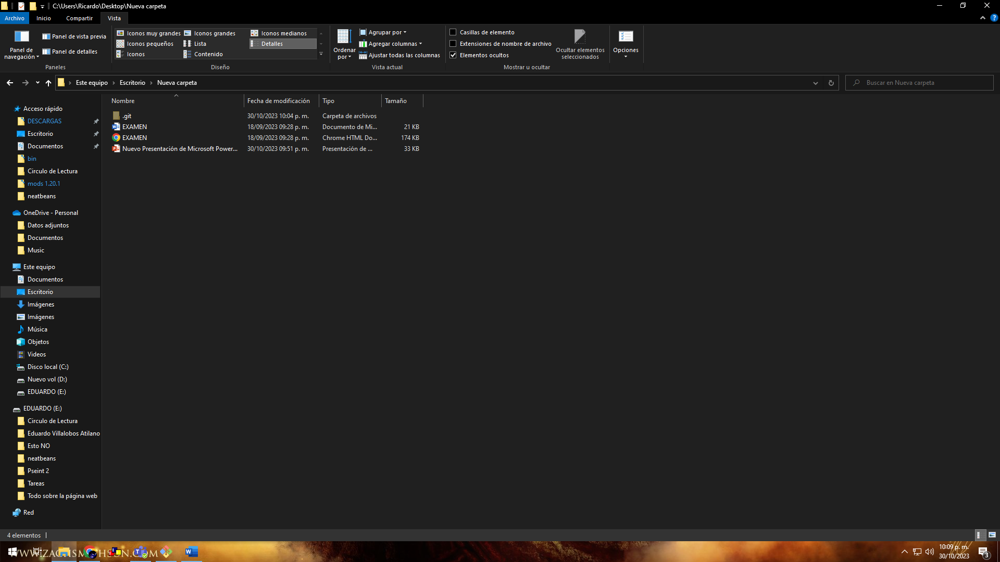 C:\Users\Ricardo\Desktop\Nueva carpeta
Archivo Inicio Compartir Vista
Panel de navegación
Panel de vista previa
Panel de detalles
Paneles
Iconos muy grandes Iconos grandes Iconos medianos
Iconos pequeños Lista Detalles
Iconos Contenido
Diseño
Ordenar por
Agrupar por
Agregar columnas
Ajustar todas las columnas
Vista actual
Casillas de elemento
Extensiones de nombre de archivo
Elementos ocultos
Ocultar elementos seleccionados
Mostrar u ocultar
Opciones
Este equipo Escritorio Nueva carpeta
Buscar en Nueva carpeta
Nombre Fecha de modificación Tipo Tamaño
.git 30/10/2023 10:04 p. m. Carpeta de archivos
EXAMEN 18/09/2023 09:28 p. m. Documento de Mi... 21 KB
EXAMEN 18/09/2023 09:28 p. m. Chrome HTML Do... 174 KB
Nuevo Presentación de Microsoft Power... 30/10/2023 09:51 p. m. Presentación de ... 33 KB
Acceso rápido
DESCARGAS
Escritorio
Documentos
bin
Circulo de Lectura
mods 1.20.1
neatbeans
OneDrive - Personal
Datos adjuntos
Documentos
Music
Este equipo
Documentos
Escritorio
Imágenes
Imágenes
Música
Objetos
Videos
Disco local (C:)
Nuevo vol (D:)
EDUARDO (E:)
EDUARDO (E:)
Circulo de Lectura
Eduardo Villalobos Atilano
Esto NO
neatbeans
Pseint 2
Tareas
Todo sobre la página web
Red
4 elementos
10:09 p. m.
30/10/2023
3